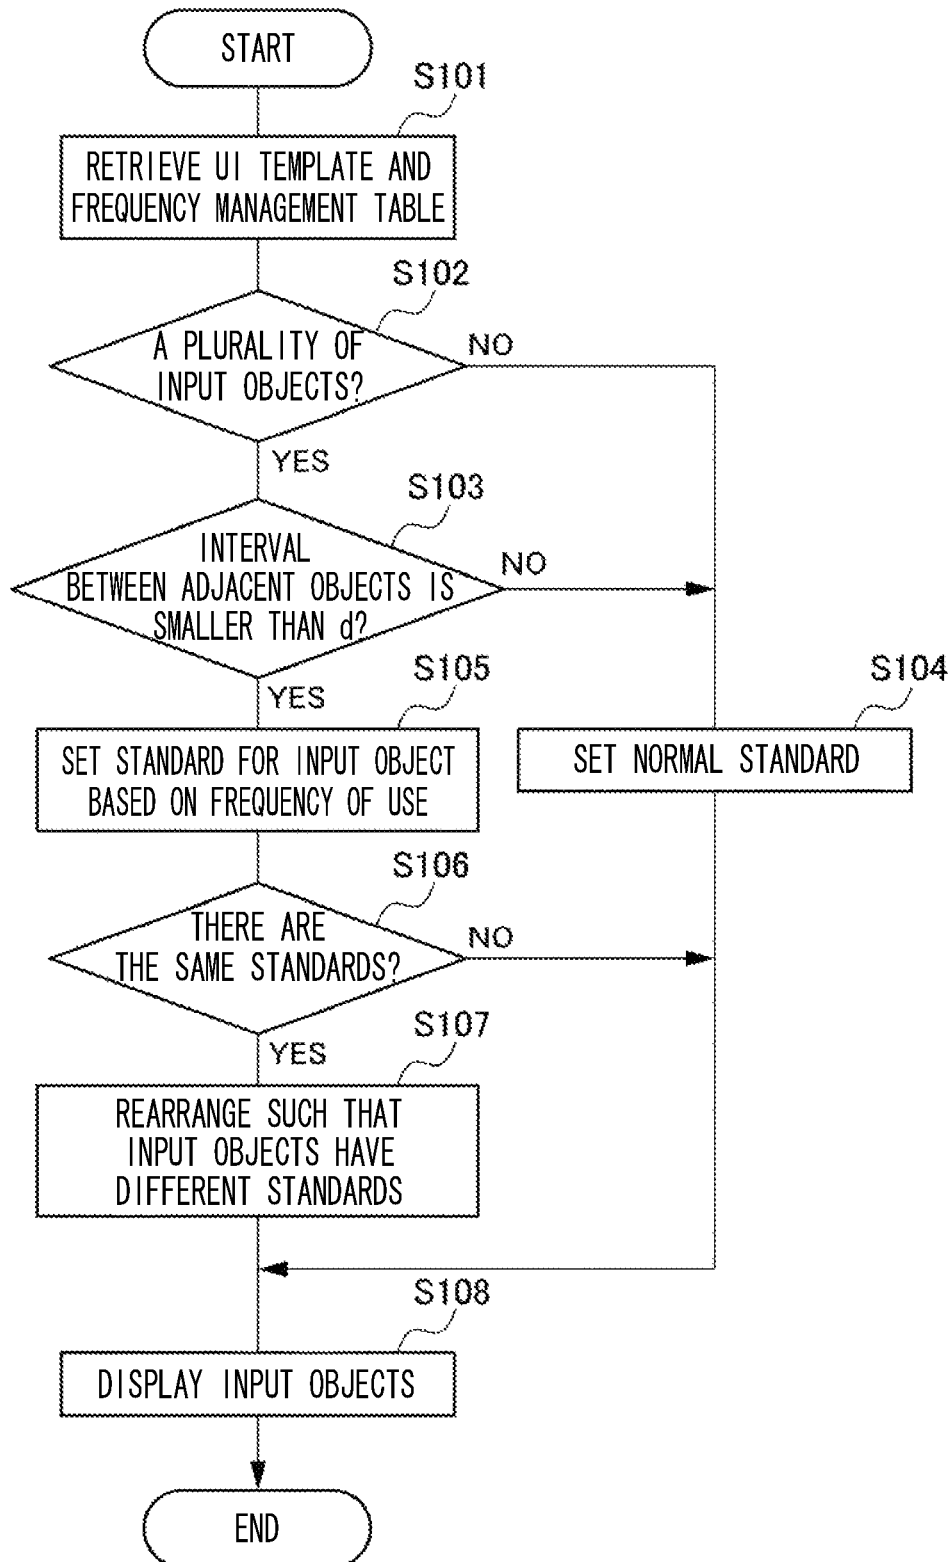 START
S101
RETRIEVE UI TEMPLATE AND
FREQUENCY MANAGEMENT TABLE
S102
A PLURALITY OF
INPUT OBJECTS?
NO
YES
S103
INTERVAL
BETWEEN ADJACENT OBJECTS IS
SMALLER THAN d?
NO
YES
S105
SET STANDARD FOR INPUT OBJECT
BASED ON FREQUENCY OF USE
S104
SET NORMAL STANDARD
S106
THERE ARE
THE SAME STANDARDS?
NO
YES
S107
REARRANGE SUCH THAT
INPUT OBJECTS HAVE
DIFFERENT STANDARDS
S108
DISPLAY INPUT OBJECTS
END